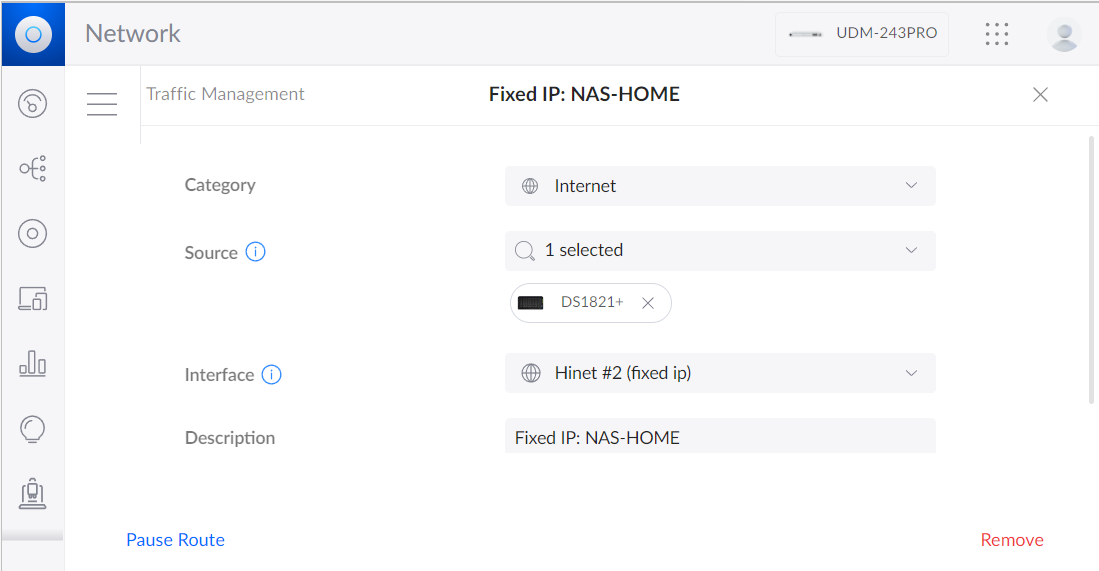 Network
UDM-243PRO
Traffic Management
Fixed IP: NAS-HOME
Category
Internet
Source
1 selected
DS1821+
Interface
Hinet #2 (fixed ip)
Description
Fixed IP: NAS-HOME
Pause Route
Remove